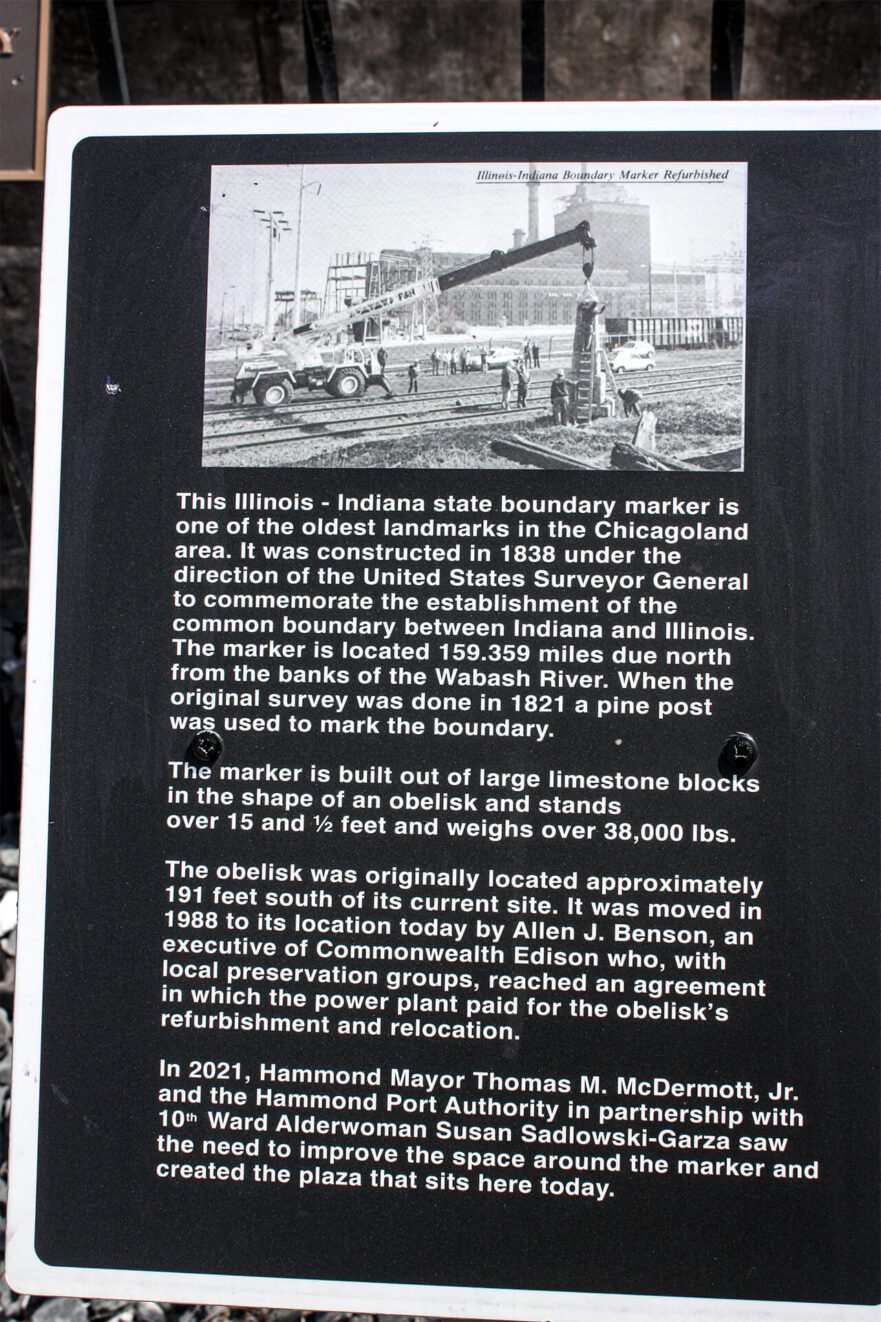 Y
Illinois-Indiana Boundary Marker Refurbished
P&H
This Illinois - Indiana state boundary marker is
one of the oldest landmarks in the Chicagoland
area. It was constructed in 1838 under the
direction of the United States Surveyor General
to commemorate the establishment of the
common boundary between Indiana and Illinois.
The marker is located 159.359 miles due north
from the banks of the Wabash River. When the
original survey was done in 1821 a pine post
was used to mark the boundary.
The marker is built out of large limestone blocks
in the shape of an obelisk and stands
over 15 and ½ feet and weighs over 38,000 lbs.
The obelisk was originally located approximately
191 feet south of its current site. It was moved in
1988 to its location today by Allen J. Benson, an
executive of Commonwealth Edison who, with
local preservation groups, reached an agreement
in which the power plant paid for the obelisk's
refurbishment and relocation.
In 2021, Hammond Mayor Thomas M. McDermott, Jr.
and the Hammond Port Authority in partnership with
10th Ward Alderwoman Susan Sadlowski-Garza saw
the need to improve the space around the marker and
created the plaza that sits here today.